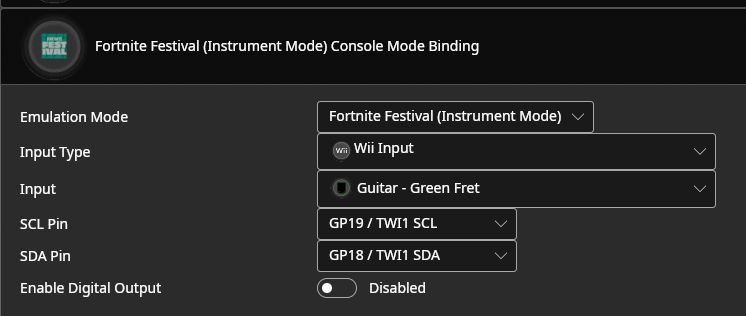 FEST
IVAL
Fortnite Festival (Instrument Mode) Console Mode Binding
Emulation Mode
Fortnite Festival (Instrument Mode)
Input Type
Wii
Wii Input
Input
Guitar - Green Fret
SCL Pin
GP19 / TWI1 SCL
SDA Pin
GP18 / TWI1 SDA
Enable Digital Output
Disabled